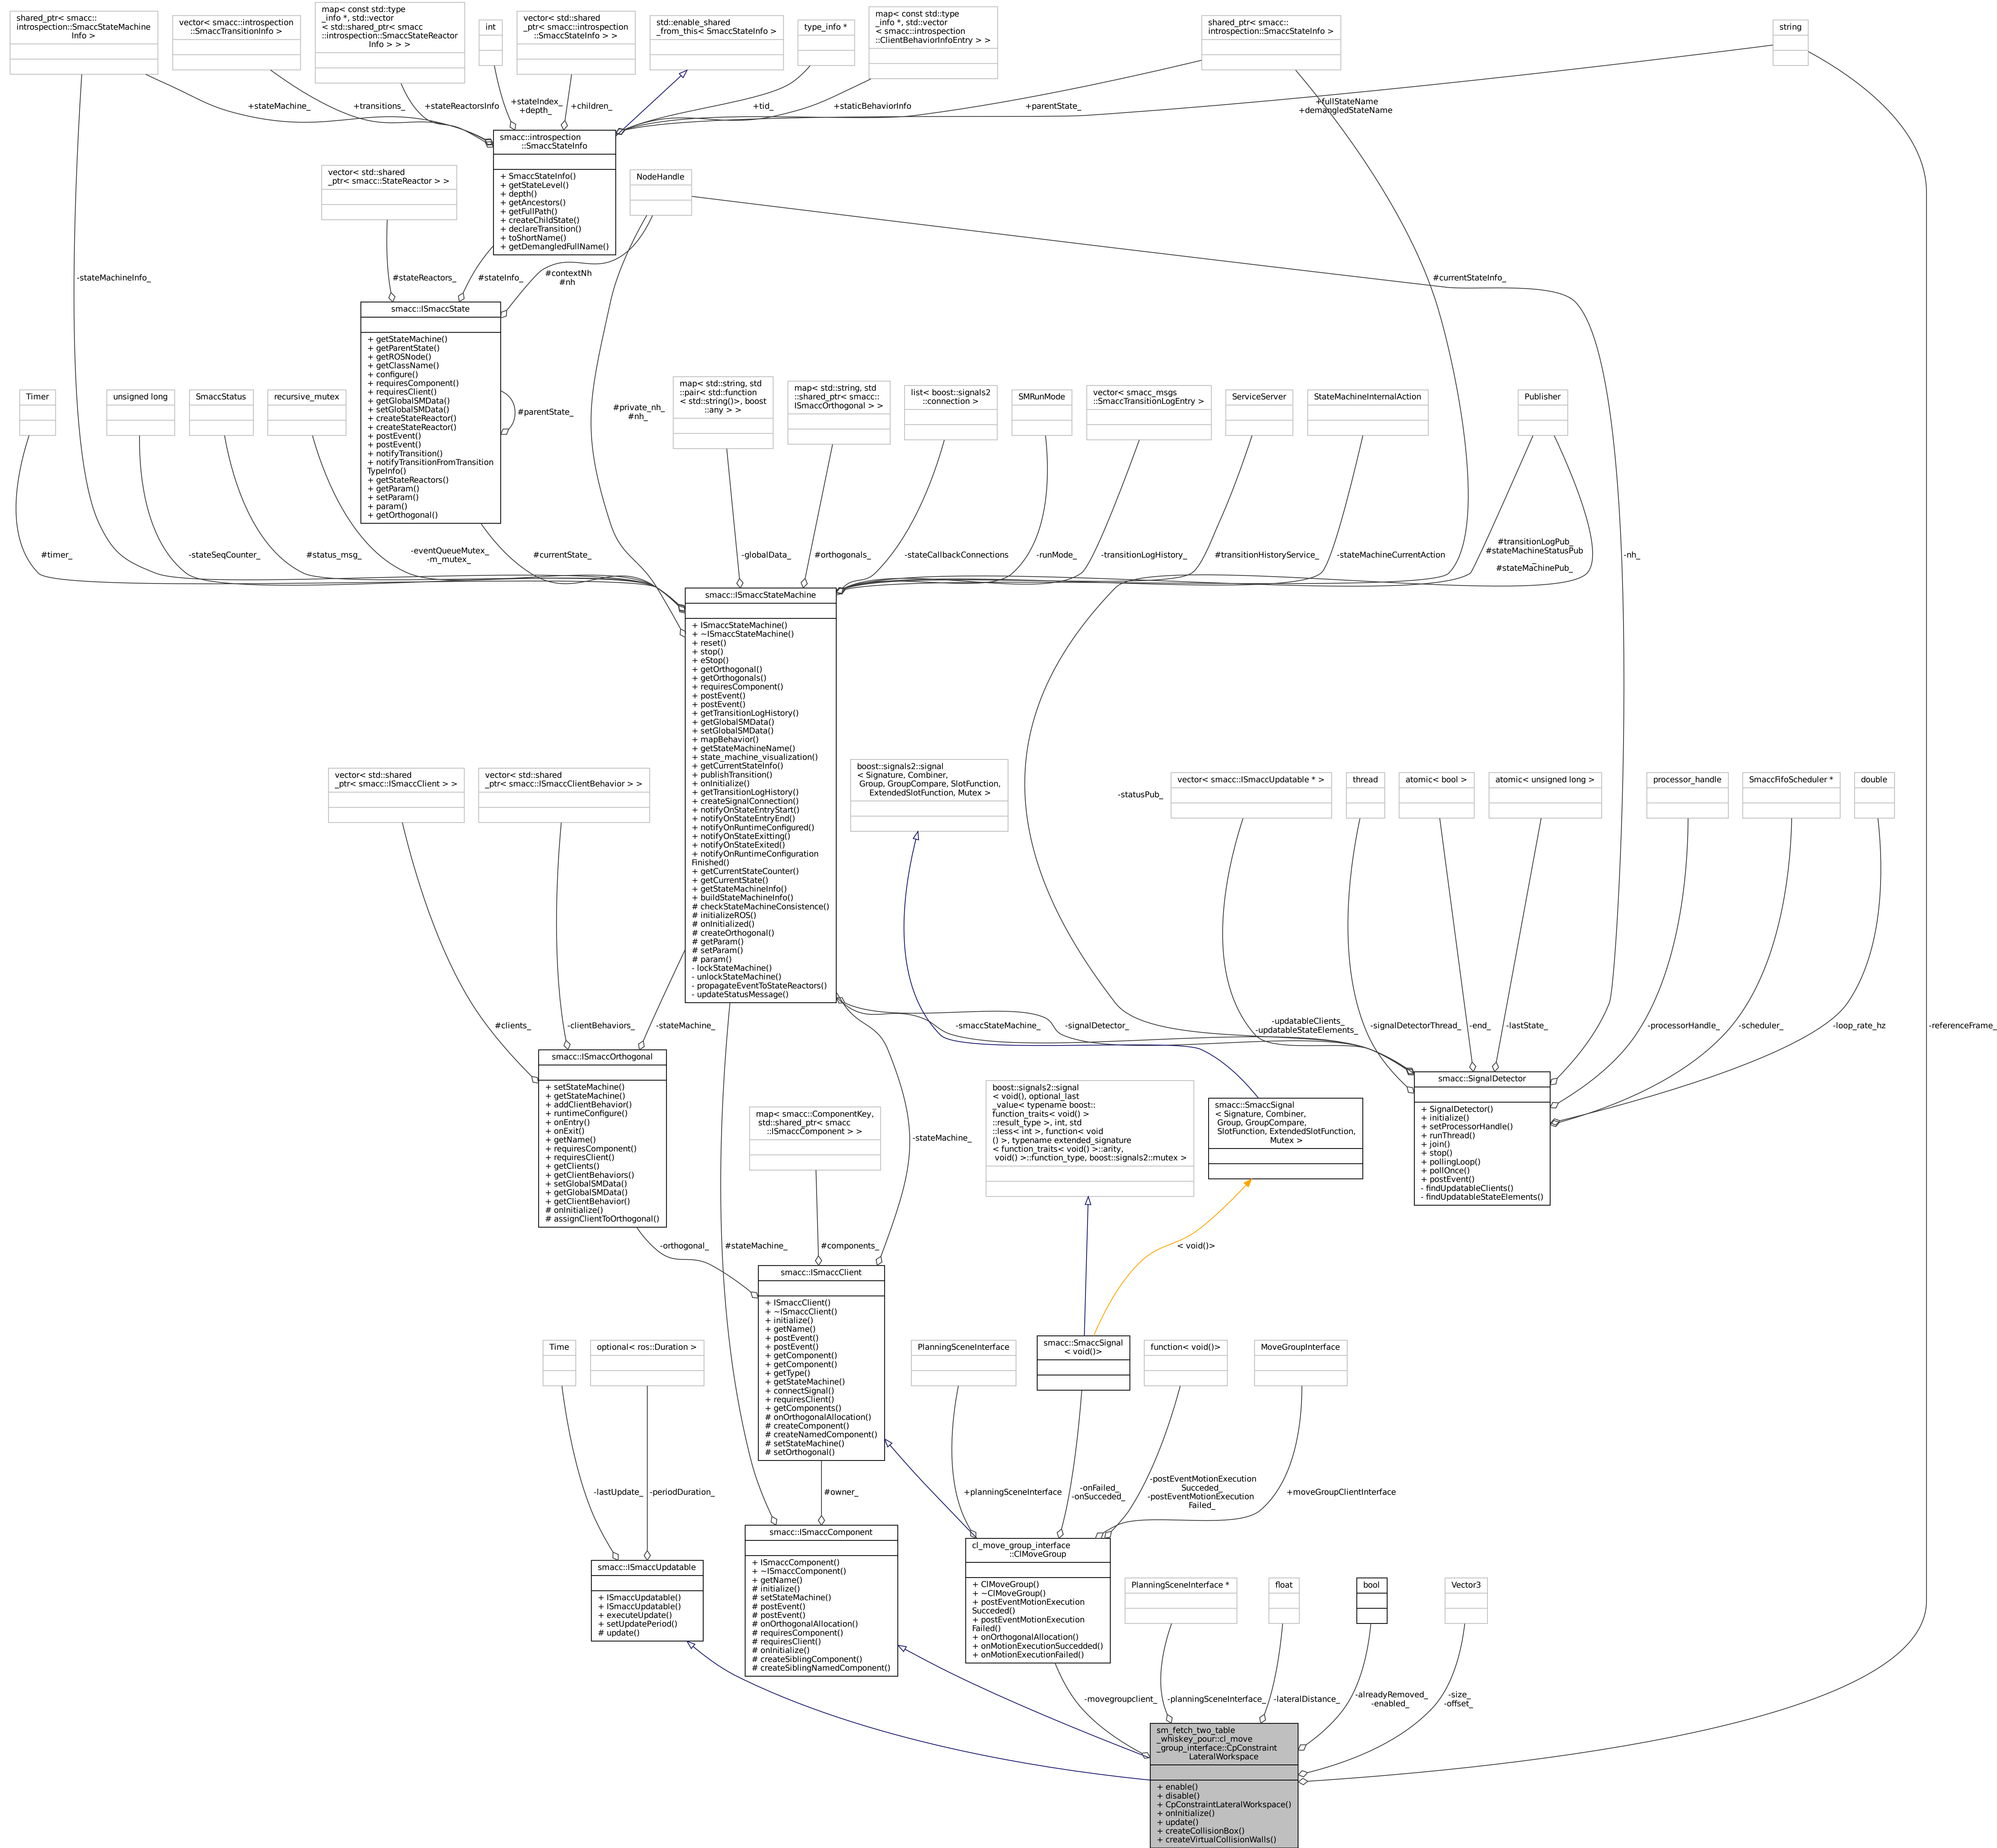 shared_ptr< smacc::
introspection::SmaccStateMachine
Info >
vector< smacc::introspection
::SmaccTransitionInfo >
map< const std::type
_info *, std::vector
< std::shared_ptr< smacc
::introspection::SmaccStateReactor
Info > > >
int
vector< std::shared
_ptr< smacc::introspection
::SmaccStateInfo > >
std::enable_shared
_from_this< SmaccStateInfo >
type_info *
map< const std::type
_info *, std::vector
< smacc::introspection
::ClientBehaviorInfoEntry > >
shared_ptr< smacc::
introspection::SmaccStateInfo >
string
+stateMachine_
+transitions_
+stateReactorsInfo
+stateIndex_
+depth_
+children_
+tid_
+staticBehaviorInfo
+parentState_
+fullStateName
+demangledStateName
smacc::introspection
::SmaccStateInfo
+ SmaccStateInfo()
+ getStateLevel()
+ depth()
+ getAncestors()
+ getFullPath()
+ createChildState()
+ declareTransition()
+ toShortName()
+ getDemangledFullName()
vector< std::shared
_ptr< smacc::StateReactor > >
NodeHandle
-stateMachineInfo_
#stateReactors_
#stateInfo_
#contextNh
#nh
#currentStateInfo_
smacc::ISmaccState
+ getStateMachine()
+ getParentState()
+ getROSNode()
+ getClassName()
+ configure()
+ requiresComponent()
+ requiresClient()
+ getGlobalSMData()
+ setGlobalSMData()
+ createStateReactor()
+ createStateReactor()
+ postEvent()
+ postEvent()
+ notifyTransition()
+ notifyTransitionFromTransition
TypeInfo()
+ getStateReactors()
+ getParam()
+ setParam()
+ param()
+ getOrthogonal()
#parentState_
#private_nh_
#nh_
Timer
unsigned long
SmaccStatus
recursive_mutex
map< std::string, std
::pair< std::function
< std::string()>, boost
::any > >
map< std::string, std
::shared_ptr< smacc::
ISmaccOrthogonal > >
list< boost::signals2
::connection >
SMRunMode
vector< smacc_msgs
::SmaccTransitionLogEntry >
ServiceServer
StateMachineInternalAction
Publisher
#timer_
-stateSeqCounter_
#status_msg_
-eventQueueMutex_
-m_mutex_
#currentState_
-globalData_
#orthogonals_
-stateCallbackConnections
-runMode_
-transitionLogHistory_
#transitionHistoryService_
-stateMachineCurrentAction
#transitionLogPub_
#stateMachineStatusPub
_
#stateMachinePub_
-nh_
smacc::ISmaccStateMachine
+ ISmaccStateMachine()
+ ~ISmaccStateMachine()
+ reset()
+ stop()
+ eStop()
+ getOrthogonal()
+ getOrthogonals()
+ requiresComponent()
+ postEvent()
+ postEvent()
+ getTransitionLogHistory()
+ getGlobalSMData()
+ setGlobalSMData()
+ mapBehavior()
+ getStateMachineName()
+ state_machine_visualization()
+ getCurrentStateInfo()
+ publishTransition()
+ onInitialize()
+ getTransitionLogHistory()
+ createSignalConnection()
+ notifyOnStateEntryStart()
+ notifyOnStateEntryEnd()
+ notifyOnRuntimeConfigured()
+ notifyOnStateExitting()
+ notifyOnStateExited()
+ notifyOnRuntimeConfiguration
Finished()
+ getCurrentStateCounter()
+ getCurrentState()
+ getStateMachineInfo()
+ buildStateMachineInfo()
# checkStateMachineConsistence()
# initializeROS()
# onInitialized()
# createOrthogonal()
# getParam()
# setParam()
# param()
- lockStateMachine()
- unlockStateMachine()
- propagateEventToStateReactors()
- updateStatusMessage()
vector< std::shared
_ptr< smacc::ISmaccClient > >
vector< std::shared
_ptr< smacc::ISmaccClientBehavior > >
boost::signals2::signal
< Signature, Combiner,
Group, GroupCompare, SlotFunction,
ExtendedSlotFunction, Mutex >
-statusPub_
vector< smacc::ISmaccUpdatable * >
thread
atomic< bool >
atomic< unsigned long >
processor_handle
SmaccFifoScheduler *
double
#clients_
-clientBehaviors_
-stateMachine_
-smaccStateMachine_
-signalDetector_
-updatableClients_
-updatableStateElements_
-signalDetectorThread_
-end_
-lastState_
-processorHandle_
-scheduler_
-loop_rate_hz
-referenceFrame_
smacc::ISmaccOrthogonal
+ setStateMachine()
+ getStateMachine()
+ addClientBehavior()
+ runtimeConfigure()
+ onEntry()
+ onExit()
+ getName()
+ requiresComponent()
+ requiresClient()
+ getClients()
+ getClientBehaviors()
+ setGlobalSMData()
+ getGlobalSMData()
+ getClientBehavior()
# onInitialize()
# assignClientToOrthogonal()
map< smacc::ComponentKey,
std::shared_ptr< smacc
::ISmaccComponent > >
-stateMachine_
boost::signals2::signal
< void(), optional_last
_value< typename boost::
function_traits< void() >
::result_type >, int, std
::less< int >, function< void
() >, typename extended_signature
< function_traits< void() >::arity,
void() >::function_type, boost::signals2::mutex >
smacc::SmaccSignal
< Signature, Combiner,
Group, GroupCompare,
SlotFunction, ExtendedSlotFunction,
Mutex >
smacc::SignalDetector
+ SignalDetector()
+ initialize()
+ setProcessorHandle()
+ runThread()
+ join()
+ stop()
+ pollingLoop()
+ pollOnce()
+ postEvent()
- findUpdatableClients()
- findUpdatableStateElements()
-orthogonal_
#stateMachine_
#components_
< void()>
smacc::ISmaccClient
+ ISmaccClient()
+ ~ISmaccClient()
+ initialize()
+ getName()
+ postEvent()
+ postEvent()
+ getComponent()
+ getComponent()
+ getType()
+ getStateMachine()
+ connectSignal()
+ requiresClient()
+ getComponents()
# onOrthogonalAllocation()
# createComponent()
# createNamedComponent()
# setStateMachine()
# setOrthogonal()
Time
optional< ros::Duration >
PlanningSceneInterface
smacc::SmaccSignal
< void()>
function< void()>
MoveGroupInterface
-lastUpdate_
-periodDuration_
#owner_
+planningSceneInterface
-onFailed_
-onSucceded_
-postEventMotionExecution
Succeded_
-postEventMotionExecution
Failed_
+moveGroupClientInterface
smacc::ISmaccUpdatable
+ ISmaccUpdatable()
+ ISmaccUpdatable()
+ executeUpdate()
+ setUpdatePeriod()
# update()
smacc::ISmaccComponent
+ ISmaccComponent()
+ ~ISmaccComponent()
+ getName()
# initialize()
# setStateMachine()
# postEvent()
# postEvent()
# onOrthogonalAllocation()
# requiresComponent()
# requiresClient()
# onInitialize()
# createSiblingComponent()
# createSiblingNamedComponent()
cl_move_group_interface
::ClMoveGroup
+ ClMoveGroup()
+ ~ClMoveGroup()
+ postEventMotionExecution
Succeded()
+ postEventMotionExecution
Failed()
+ onOrthogonalAllocation()
+ onMotionExecutionSuccedded()
+ onMotionExecutionFailed()
PlanningSceneInterface *
float
bool
Vector3
-movegroupclient_
-planningSceneInterface_
-lateralDistance_
-alreadyRemoved_
-enabled_
-size_
-offset_
sm_fetch_two_table
_whiskey_pour::cl_move
_group_interface::CpConstraint
LateralWorkspace
+ enable()
+ disable()
+ CpConstraintLateralWorkspace()
+ onInitialize()
+ update()
+ createCollisionBox()
+ createVirtualCollisionWalls()